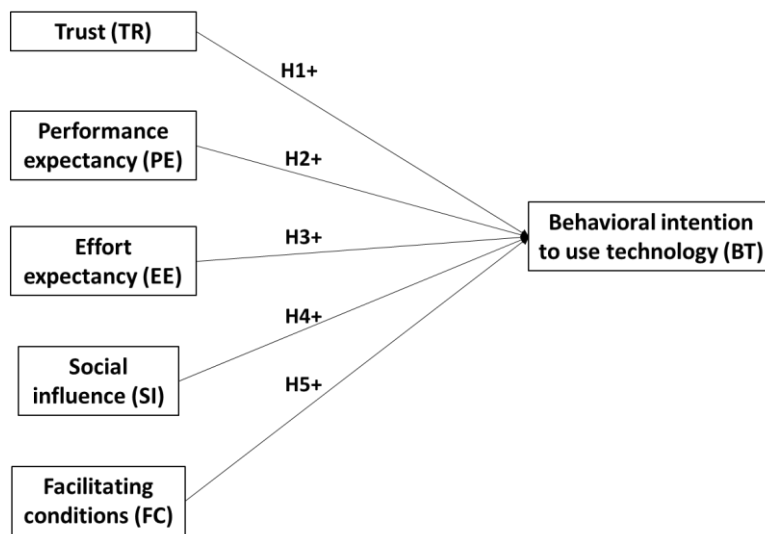 Trust (TR)
H1+
Performance
expectancy (PE)
H2+
Effort
expectancy (EE)
H3+
Behavioral intention
to use technology (BT)
Social
influence (SI)
H4+
H5+
Facilitating
conditions (FC)